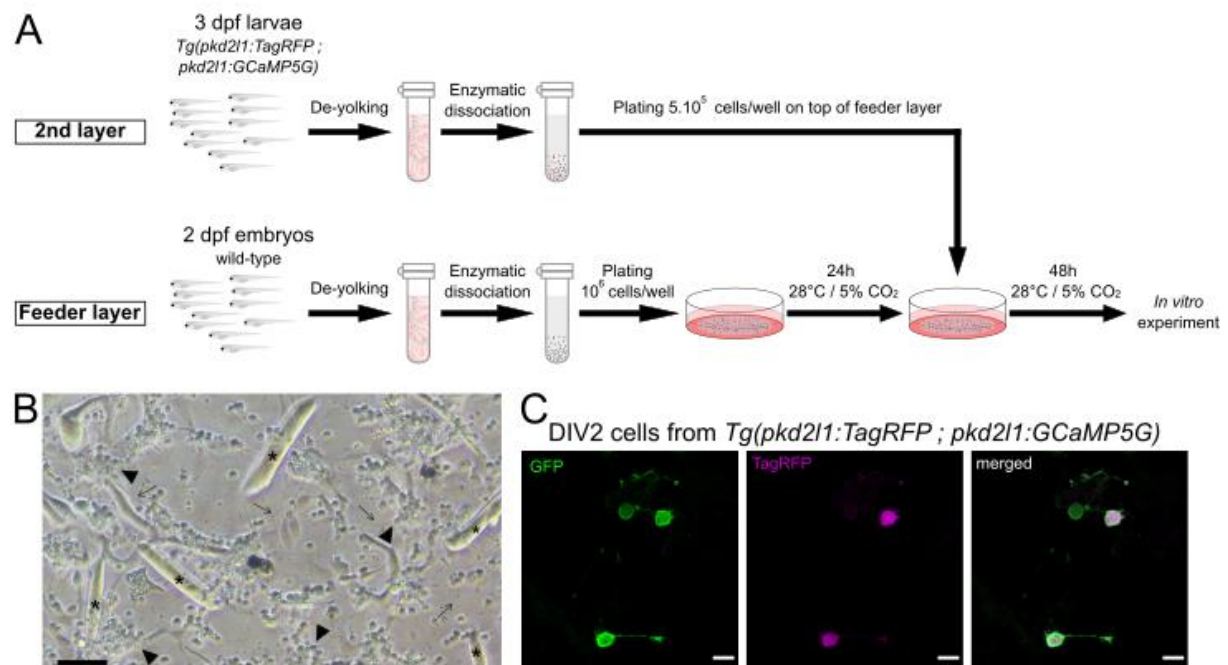 A
3 dpf larvae
Tg(pkd2l1:TagRFP ;
pkd2l1:GCaMP5G)
2nd layer
De-yolking
Enzymatic
dissociation
Plating 5.10⁵ cells/well on top of feeder layer
2 dpf embryos
wild-type
Feeder layer
De-yolking
Enzymatic
dissociation
Plating
10⁶ cells/well
24h
28°C / 5% CO₂
48h
28°C / 5% CO₂
In vitro
experiment
B
*
*
*
*
*
C
DIV2 cells from Tg(pkd2l1:TagRFP ; pkd2l1:GCaMP5G)
GFP
TagRFP
merged